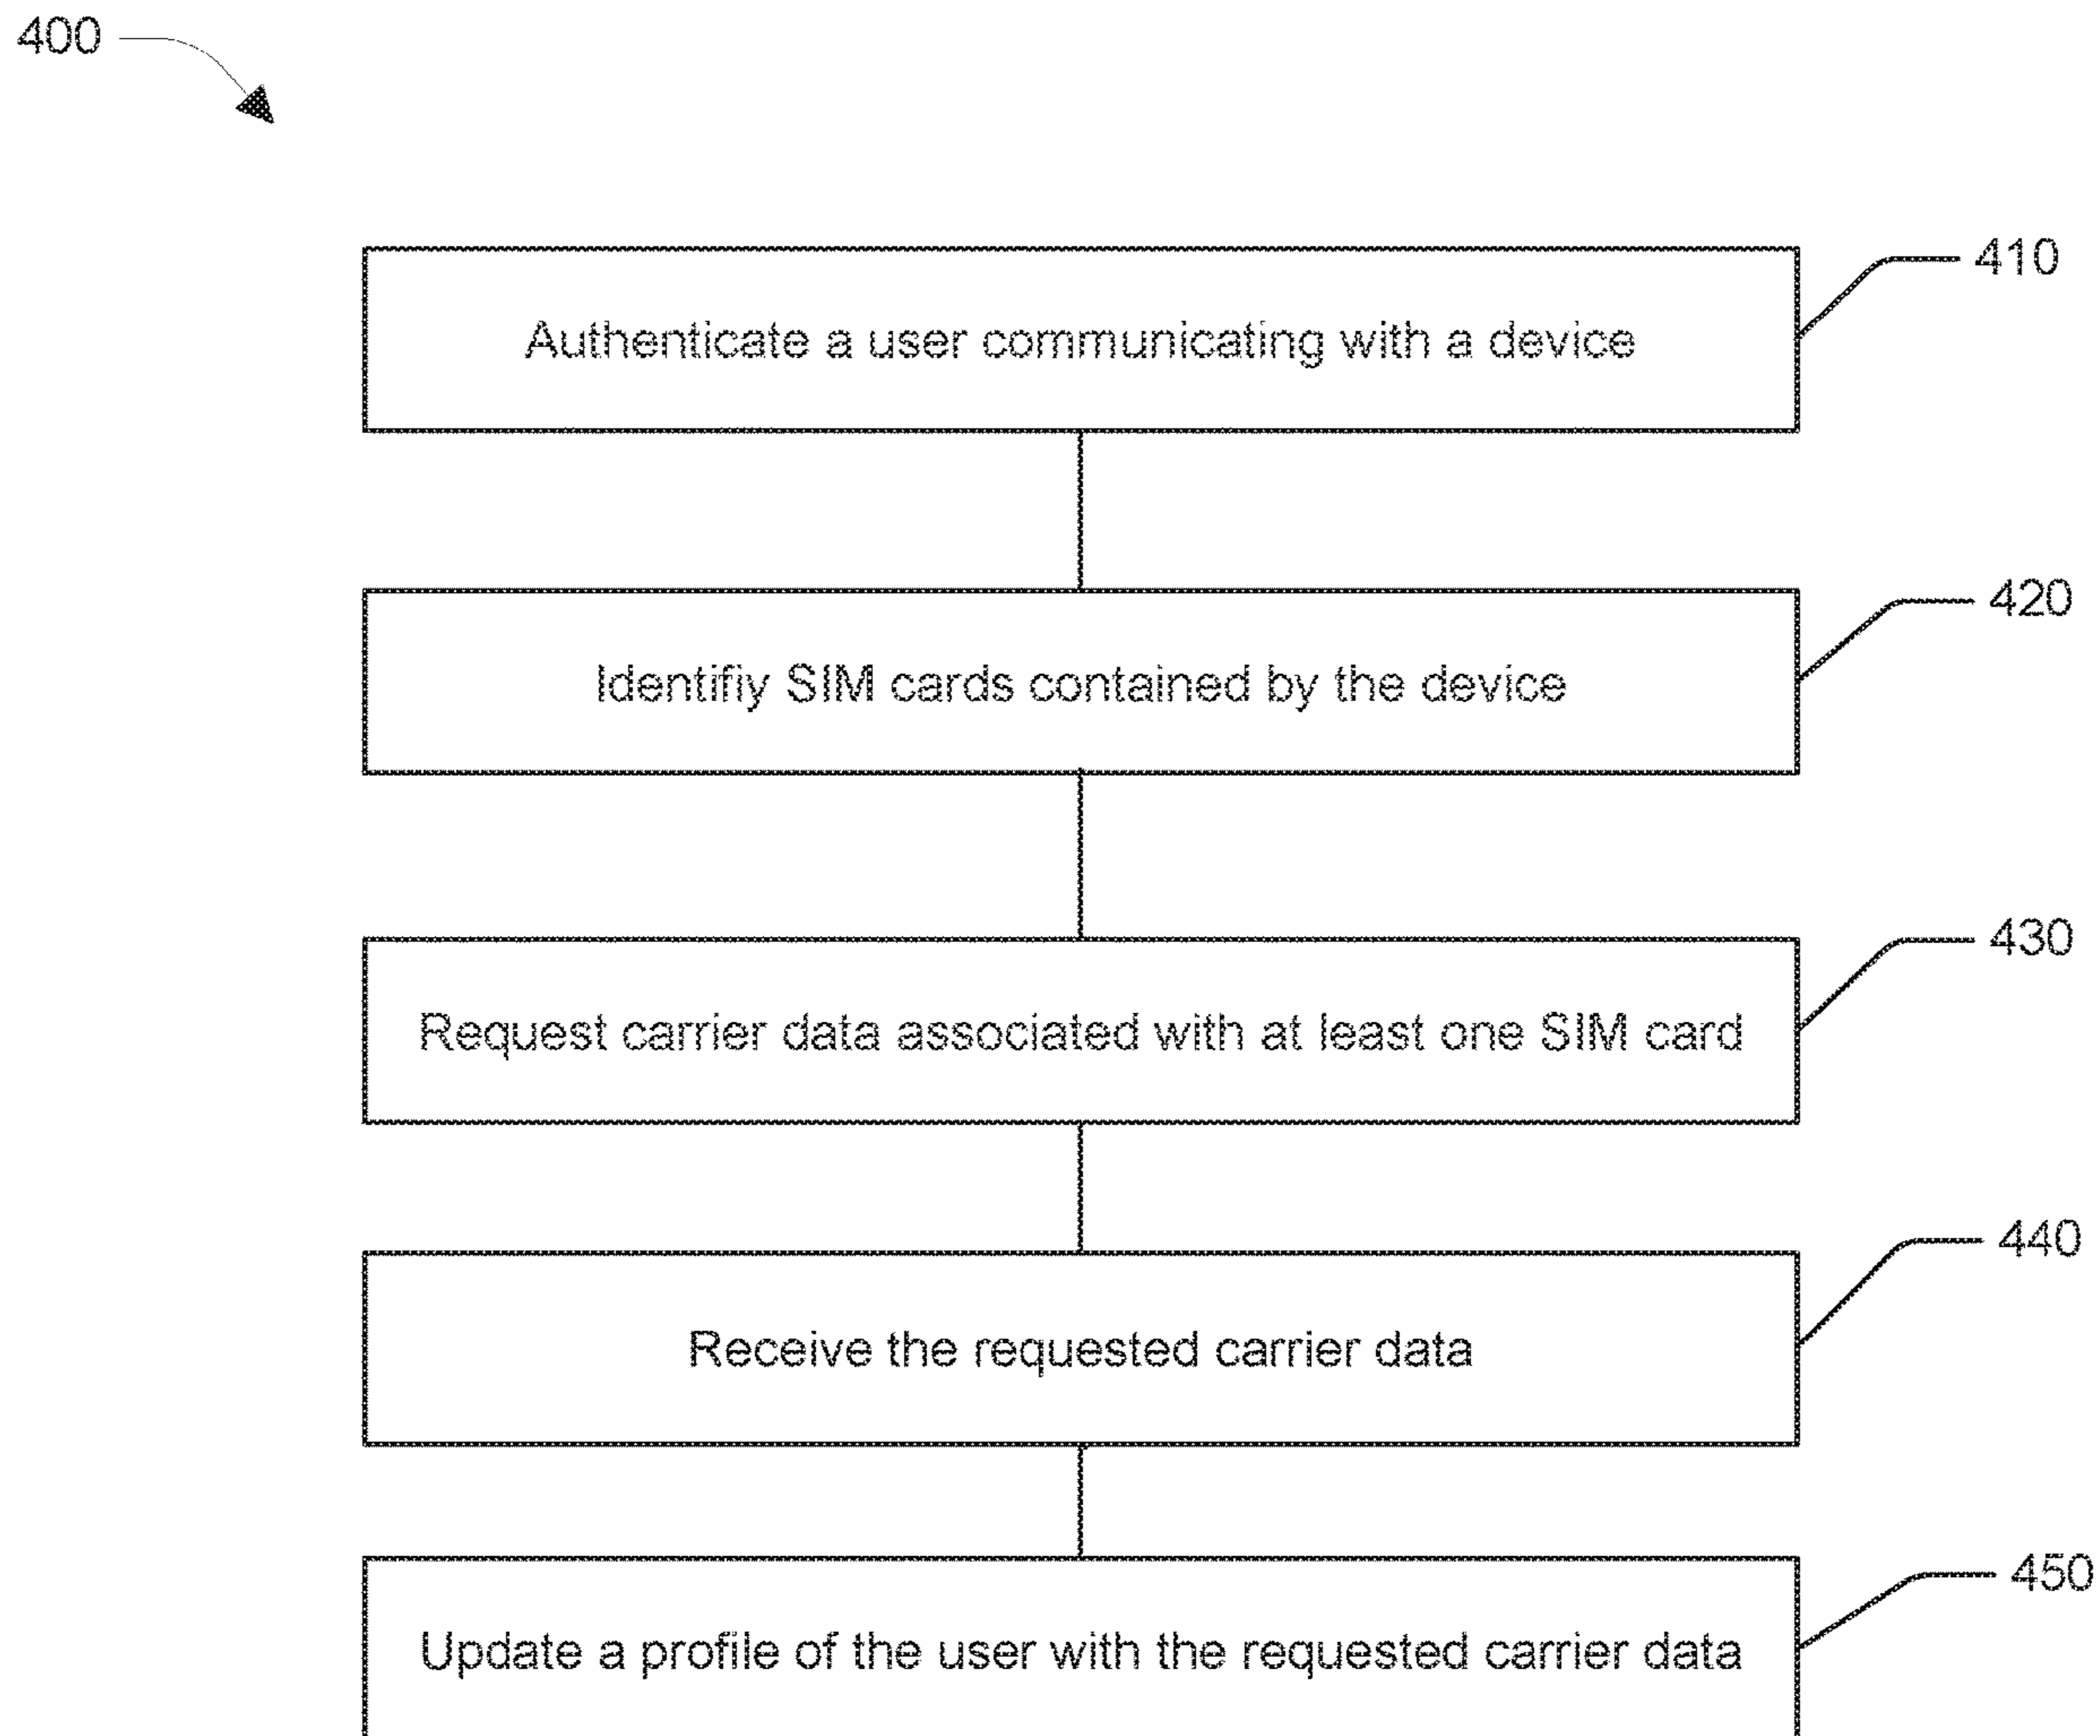 400
410
Authenticate a user communicating with a device
420
Identifiy SIM cards contained by the device
430
Request carrier data associated with at least one SIM card
440
Receive the requested carrier data
450
Update a profile of the user with the requested carrier data